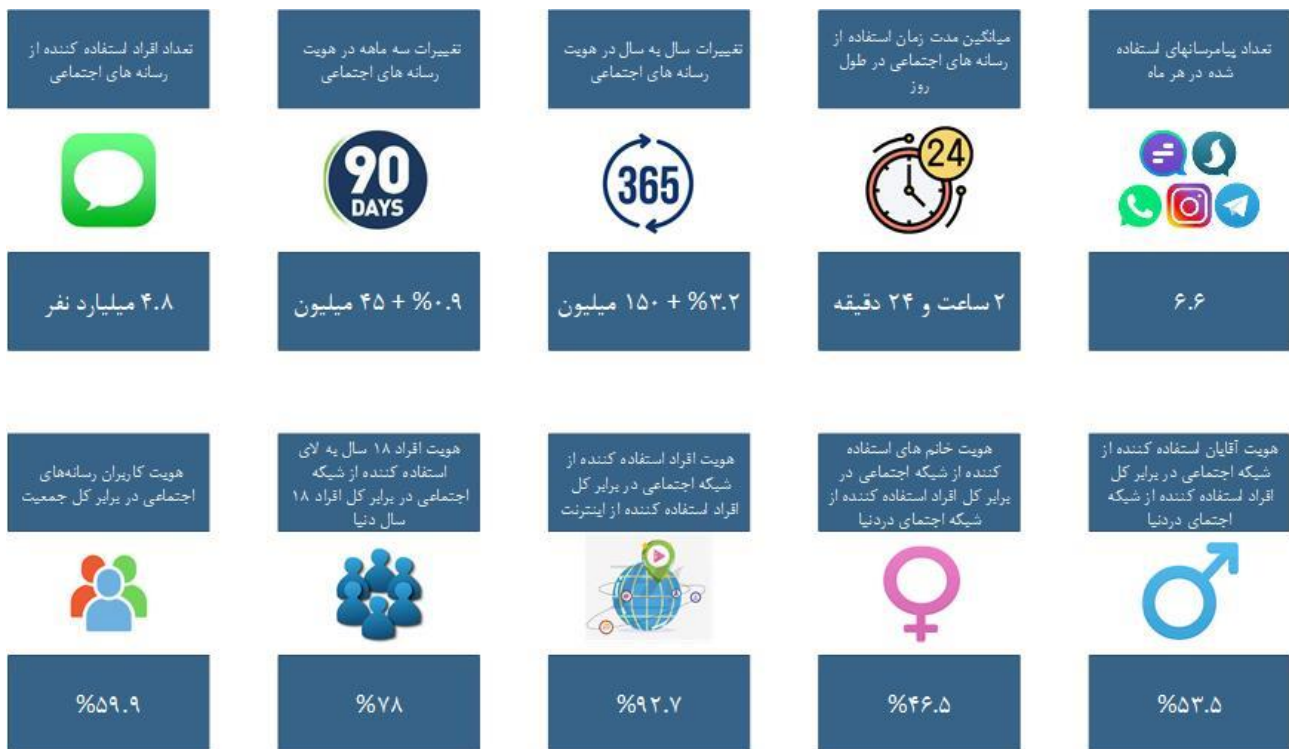 تعداد پیامرسانهای استفاده
شده در هر ماه
میانگین مدت زمان استفاده از
رسانه های اجتماعی در طول
روز
تغییرات سال به سال در هویت
رسانه های اجتماعی
تغییرات سه ماهه در هویت
رسانه های اجتماعی
تعداد افراد استفاده کننده از
رسانه های اجتماعی
24
365
90
DAYS
۶.۶
۲ ساعت و ۲۴ دقیقه
%۳.۲ + ۱۵۰ میلیون
%۰.۹ + ۴۵ میلیون
۴.۸ میلیارد نفر
هویت آقایان استفاده کننده از
شبکه اجتماعی در برابر کل
افراد استفاده کننده از شبکه
اجتمای دردنیا
هویت خانم های استفاده
کننده از شبکه اجتماعی در
برابر کل افراد استفاده کننده از
شبکه اجتمای دردنیا
هویت افراد استفاده کننده از
شبکه اجتماعی در برابر کل
افراد استفاده کننده از اینترنت
هویت افراد ۱۸ سال به لای
استفاده کننده از شبکه
اجتماعی در برابر کل افراد ۱۸
سال دنیا
هویت کاربران رسانه‌های
اجتماعی در برابر کل جمعیت
%۵۳.۵
%۴۶.۵
%۹۲.۷
%۷۸
%۵۹.۹